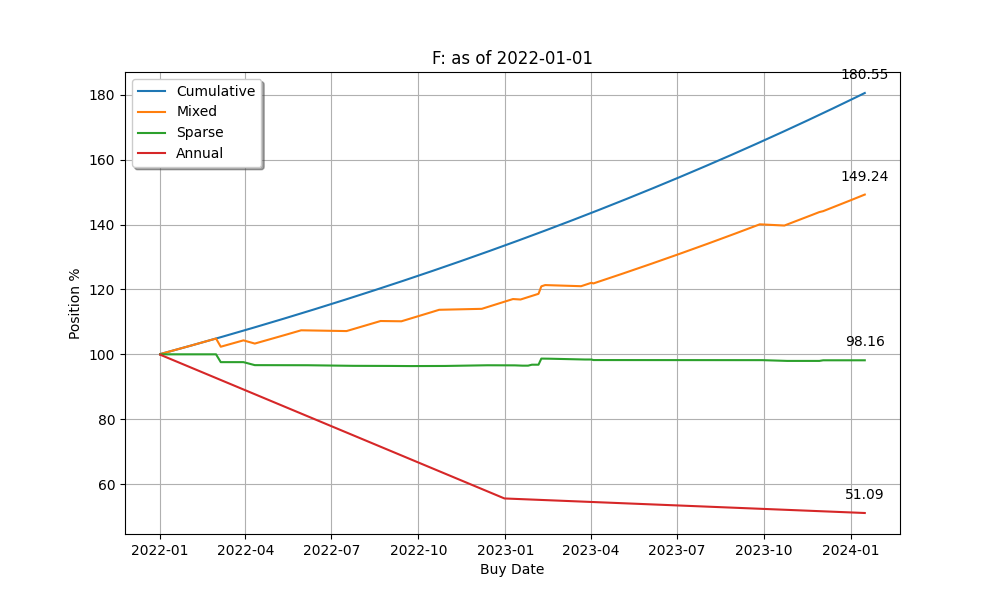 F: as of 2022-01-01
180.55
Cumulative
Mixed
Sparse
Annual
149.24
98.16
51.09
180
160
140
120
100
80
60
Position %
2022-01 2022-04 2022-07 2022-10 2023-01 2023-04 2023-07 2023-10 2024-01
Buy Date